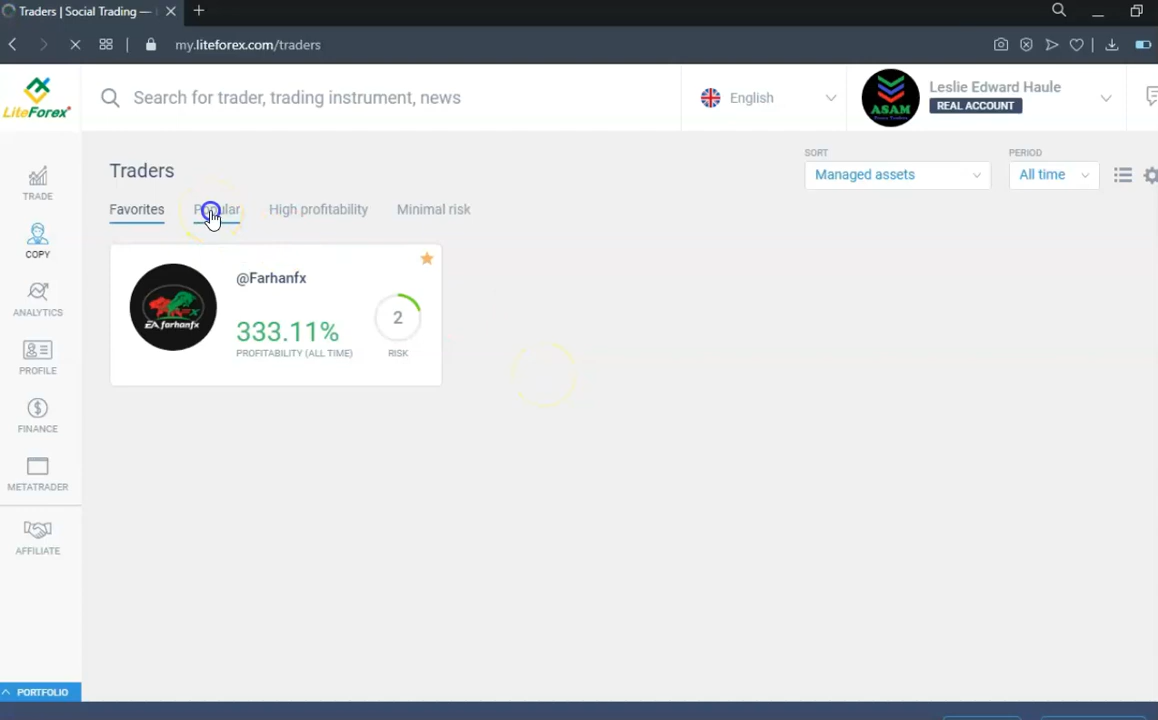 Traders | Social Trading —
my.liteforex.com/traders
LiteForex
Search for trader, trading instrument, news
English
ASAM
Leslie Edward Haule
REAL ACCOUNT
TRADE
COPY
ANALYTICS
PROFILE
FINANCE
METATRADER
AFFILIATE
PORTFOLIO
Traders
SORT
Managed assets
PERIOD
All time
Favorites
Popular
High profitability
Minimal risk
EA farhanfx
@Farhanfx
333.11%
PROFITABILITY (ALL TIME)
2
RISK